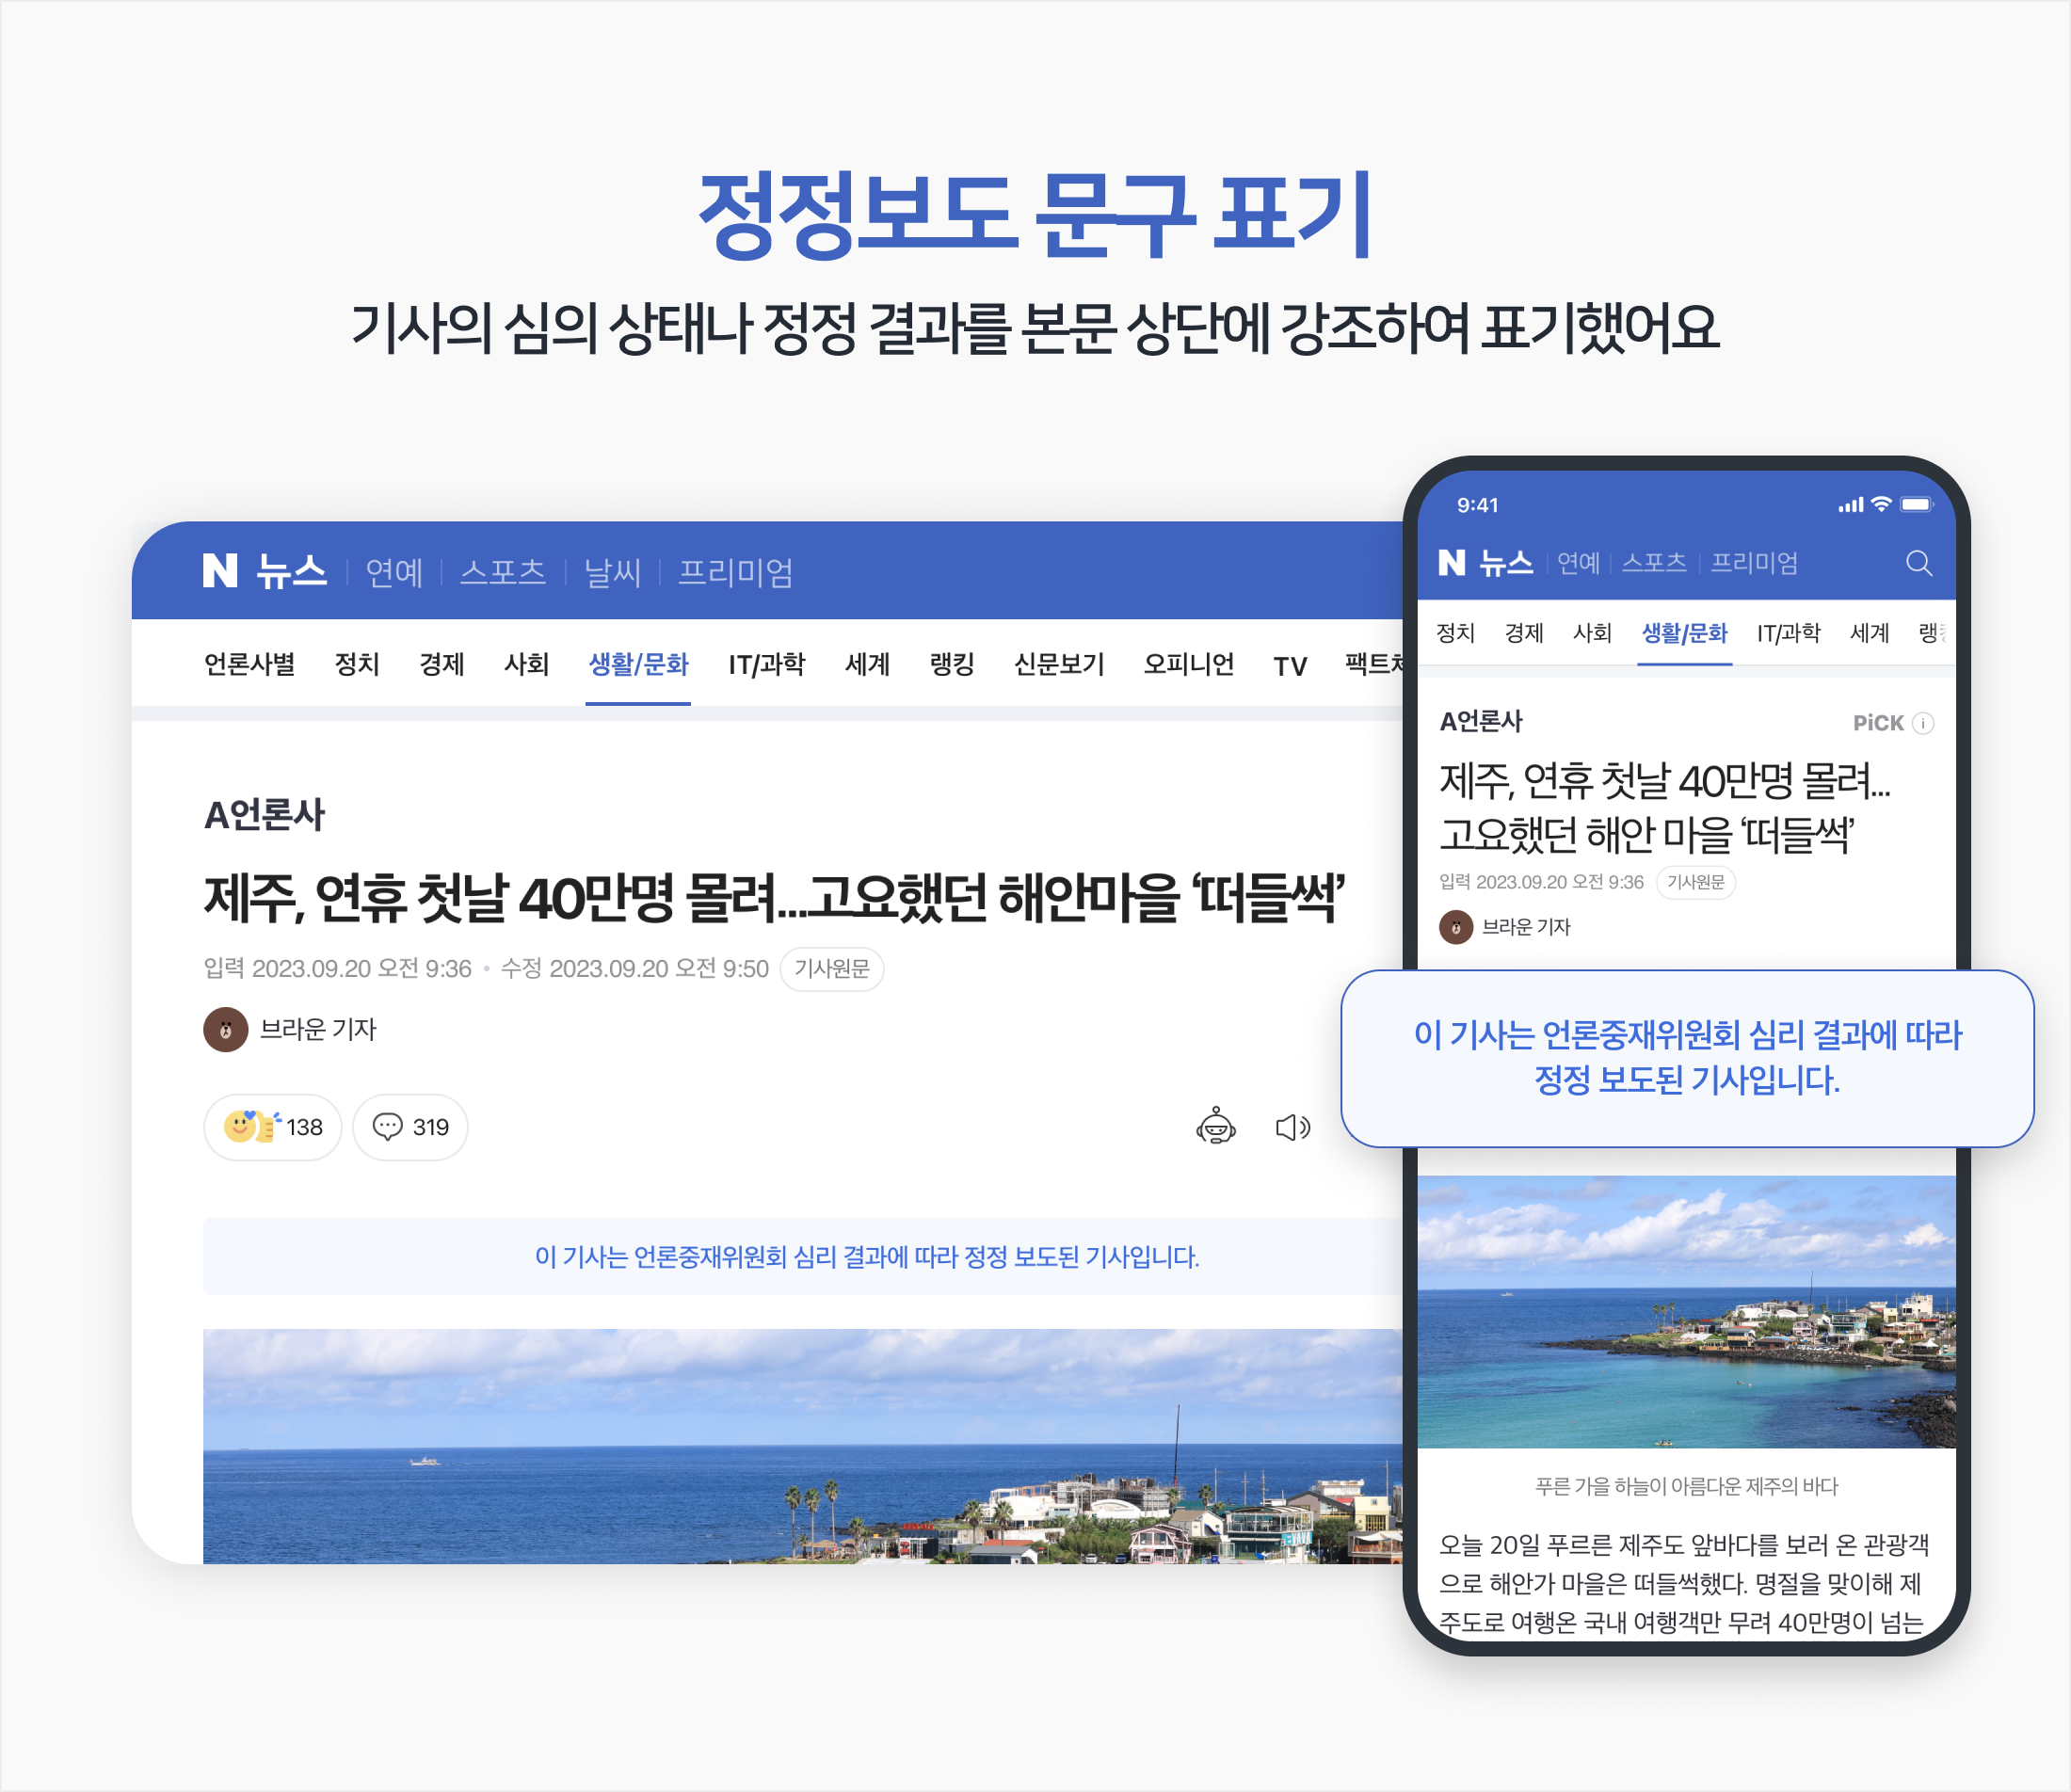 정정보도 문구 표기
기사의 심의 상태나 정정 결과를 본문 상단에 강조하여 표기했어요
N 뉴스 연예 스포츠 날씨 프리미엄
언론사별 정치 경제 사회 생활/문화 IT/과학 세계 랭킹 신문보기 오피니언 TV 팩트체
A언론사
제주, 연휴 첫날 40만명 몰려...고요했던 해안마을 ‘떠들썩’
입력 2023.09.20 오전 9:36 • 수정 2023.09.20 오전 9:50 기사원문
브라운 기자
138 319
이 기사는 언론중재위원회 심리 결과에 따라 정정 보도된 기사입니다.
9:41
N 뉴스 연예 스포츠 프리미엄
정치 경제 사회 생활/문화 IT/과학 세계 랭킹
A언론사 PiCK
제주, 연휴 첫날 40만명 몰려...
고요했던 해안 마을 ‘떠들썩’
입력 2023.09.20 오전 9:36 기사원문
브라운 기자
이 기사는 언론중재위원회 심리 결과에 따라
정정 보도된 기사입니다.
푸른 가을 하늘이 아름다운 제주의 바다
오늘 20일 푸르른 제주도 앞바다를 보러 온 관광객
으로 해안가 마을은 떠들썩했다. 명절을 맞이해 제
주도로 여행온 국내 여행객만 무려 40만명이 넘는